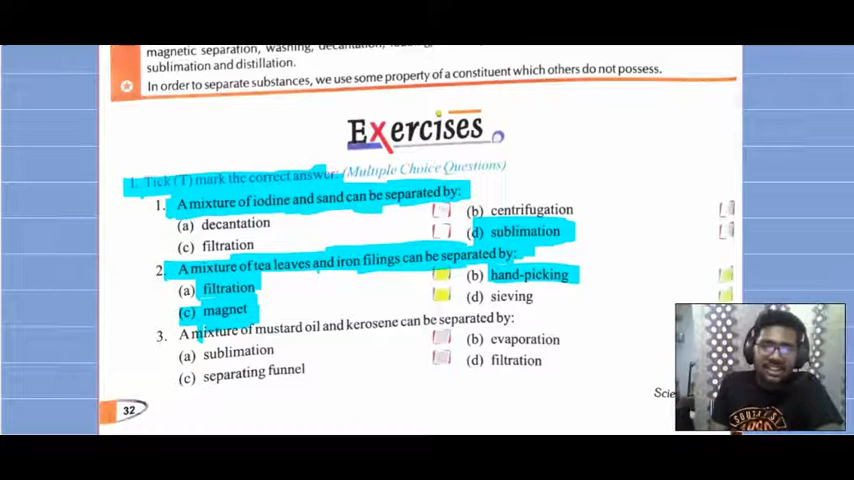 magnetic separation, washing, decantation,
sublimation and distillation.
In order to separate substances, we use some property of a constituent which others do not possess.
Exercises
1. Tick (T) mark the correct answer: (Multiple Choice Questions)
1. A mixture of iodine and sand can be separated by:
(a) decantation (b) centrifugation
(c) filtration (d) sublimation
2. A mixture of tea leaves and iron filings can be separated by:
(a) filtration (b) hand-picking
(c) magnet (d) sieving
3. A mixture of mustard oil and kerosene can be separated by:
(a) sublimation (b) evaporation
(c) separating funnel (d) filtration
32